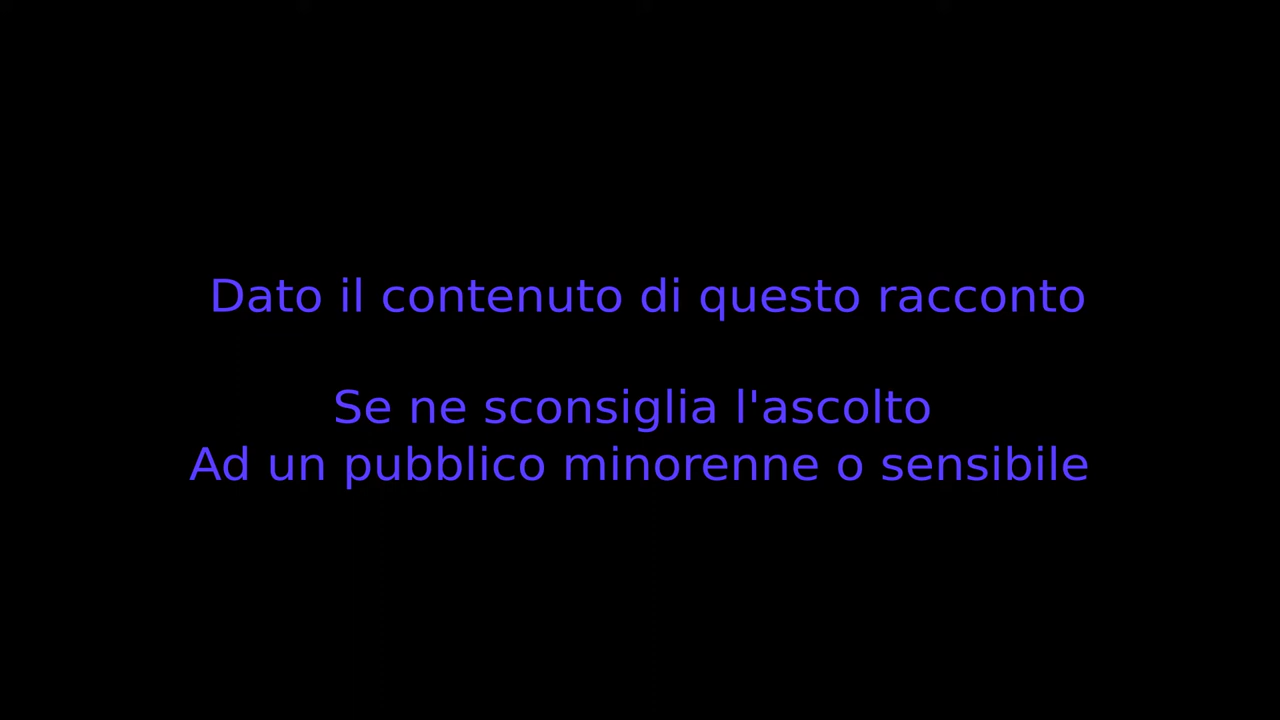 Dato il contenuto di questo racconto
Se ne sconsiglia l'ascolto
Ad un pubblico minorenne o sensibile